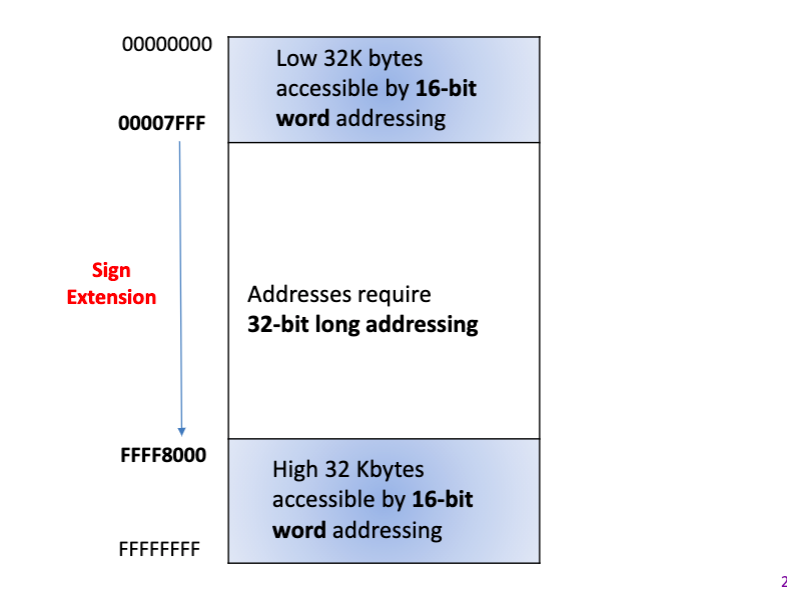 00000000
Low 32K bytes
accessible by 16-bit
word addressing
00007FFF
Sign
Extension
Addresses require
32-bit long addressing
FFFF8000
High 32 Kbytes
accessible by 16-bit
word addressing
FFFFFFFF
2